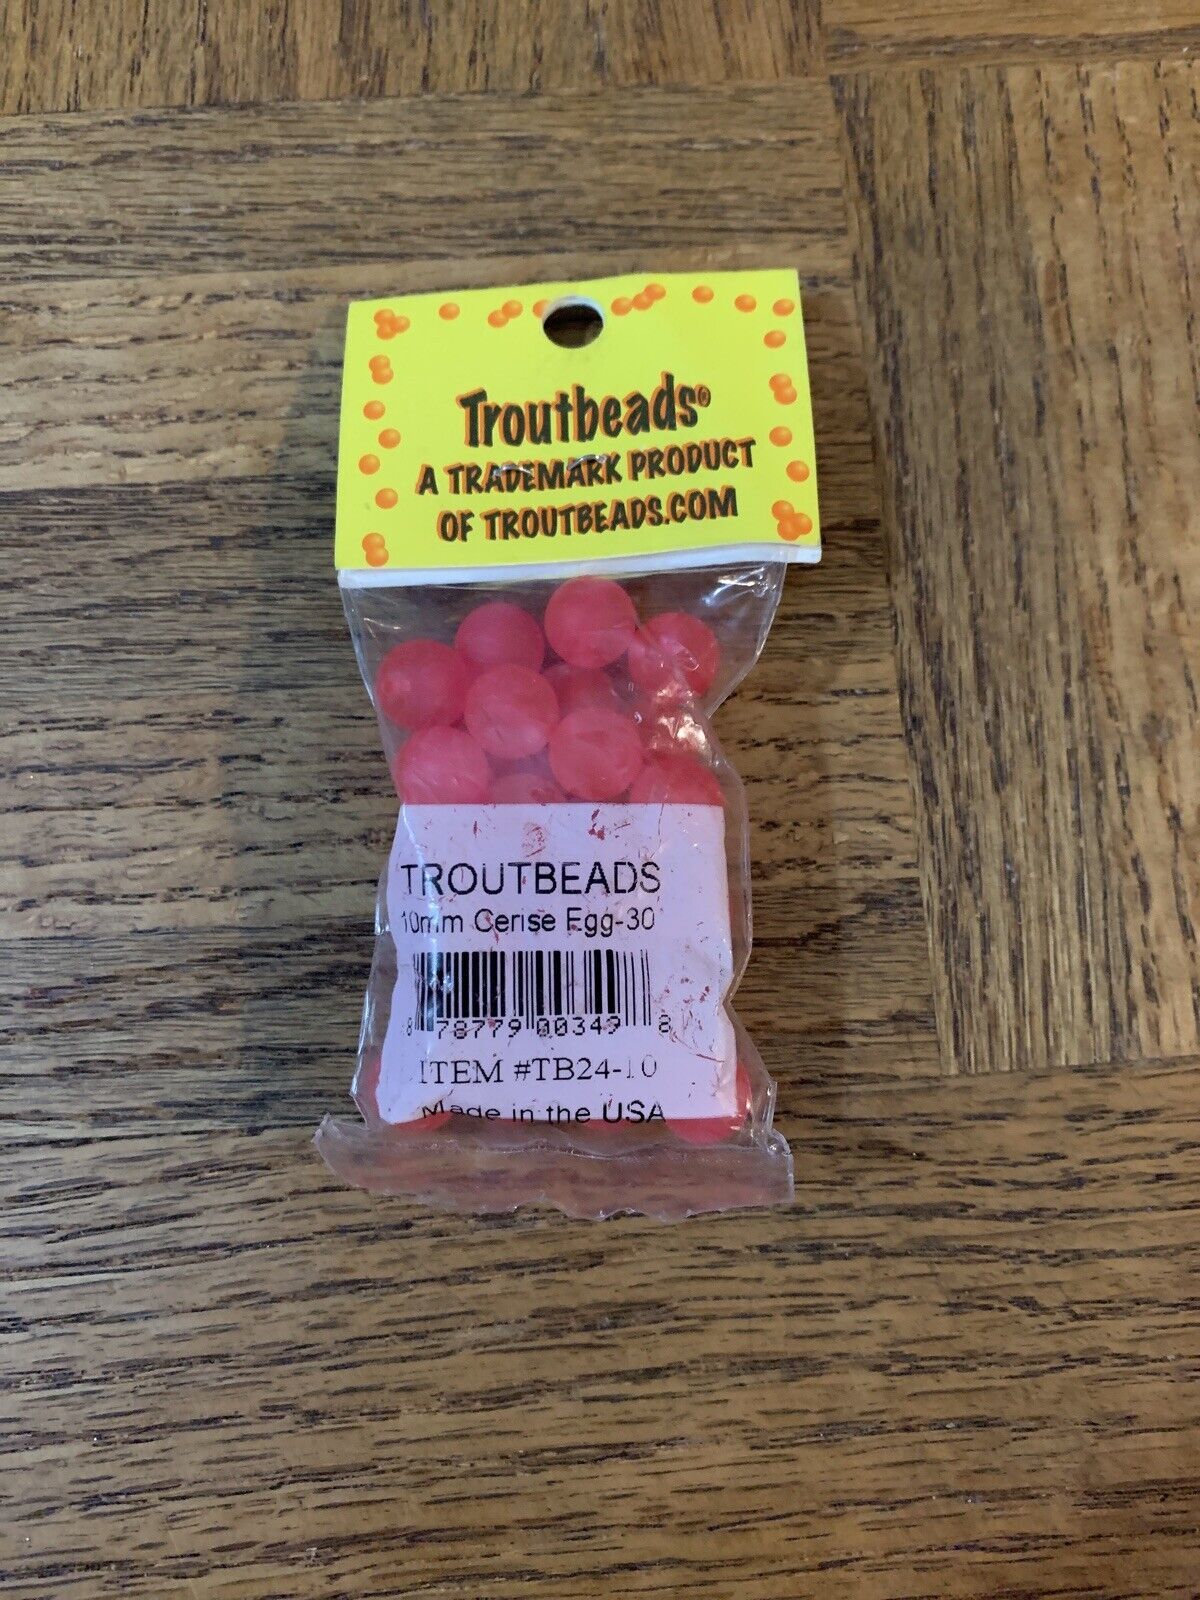 Troutbeads®
A TRADEMARK PRODUCT
OF TROUTBEADS.COM
TROUTBEADS
10mm Cerise Egg-30
8 78779 00349 8
ITEM #TB24-10
Made in the USA